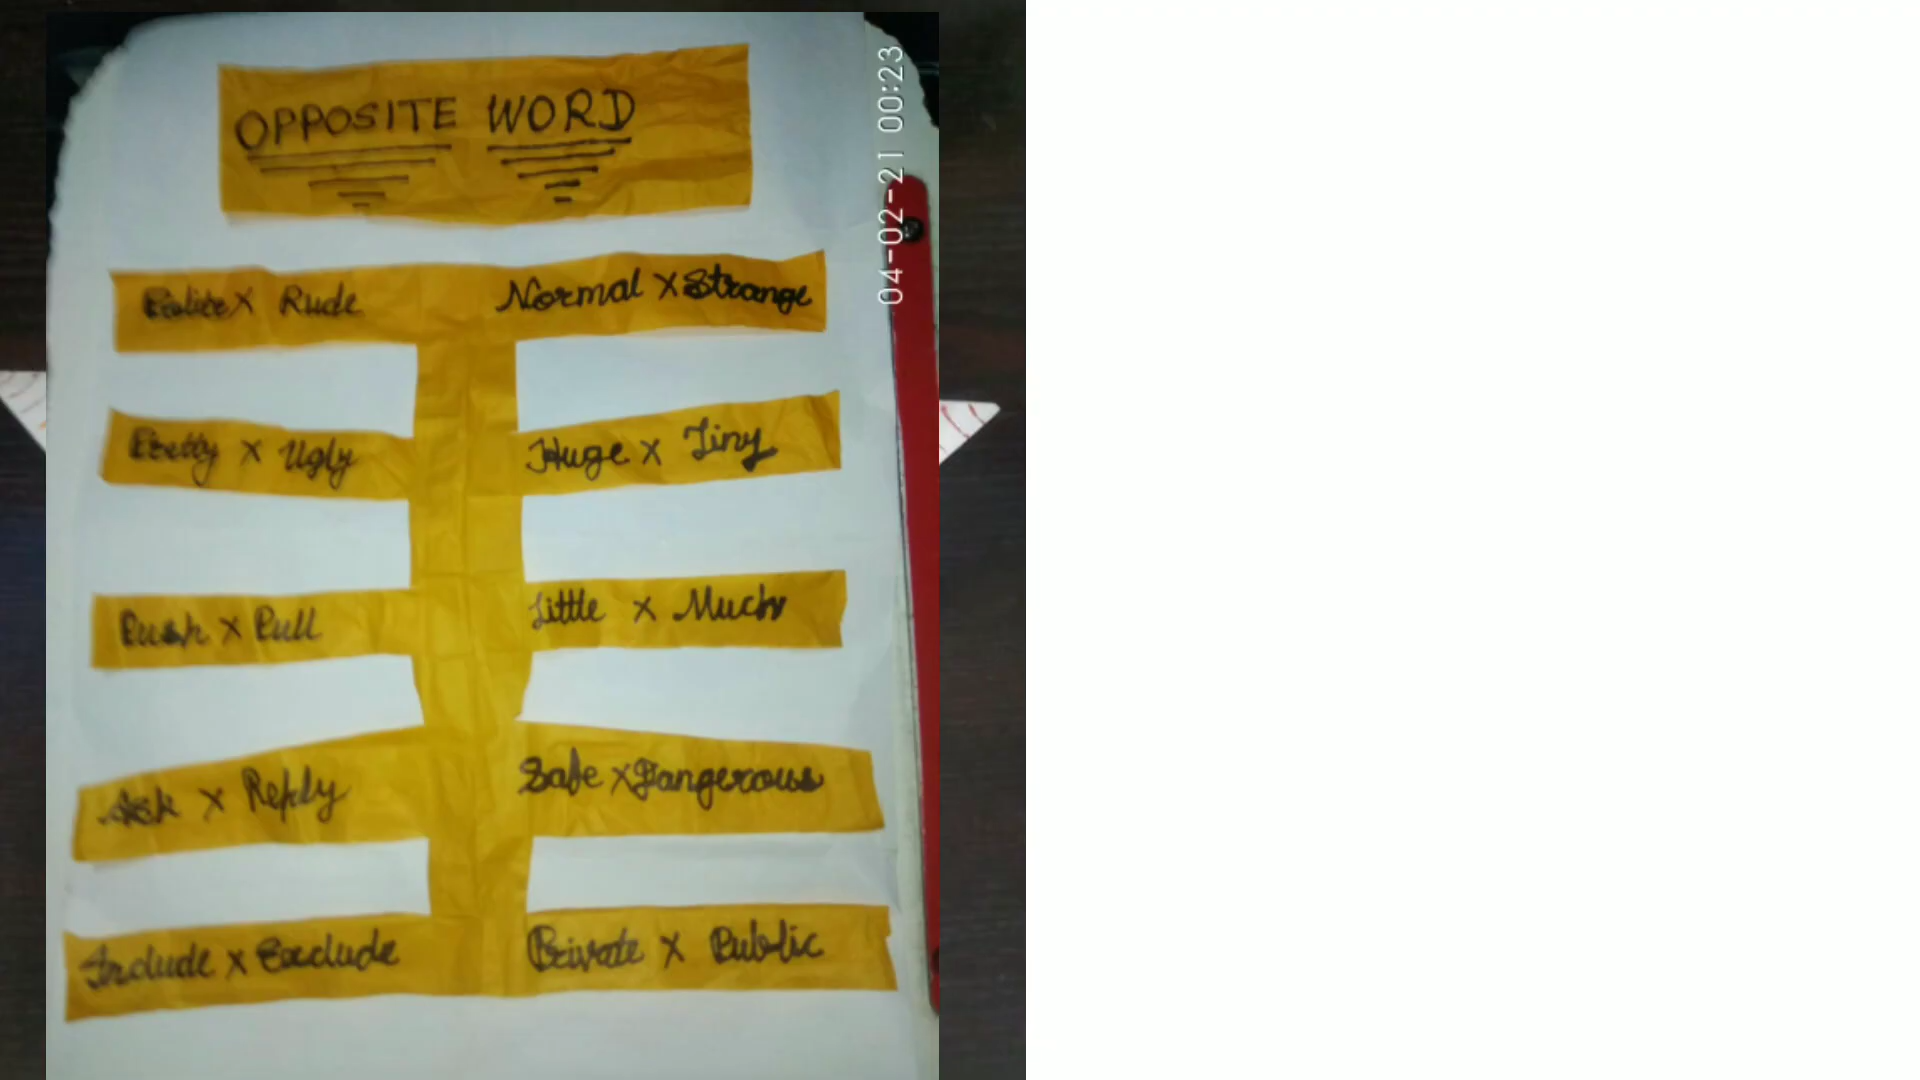 OPPOSITE WORD
04-02-21 00:23
Polite X Rude
Normal X Strange
Pretty X Ugly
Huge X Tiny
Push X Pull
Little X Much
Ask X Reply
Safe X Dangerous
Include X Exclude
Private X Public